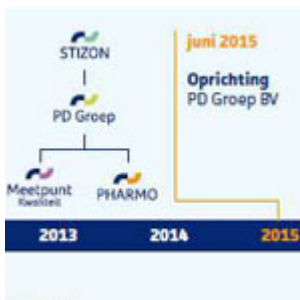 STIZON
PD Groep
Meetpunt
Kwaliteit
PHARMO
juni 2015
Oprichting
PD Groep BV
2013 2014 2015